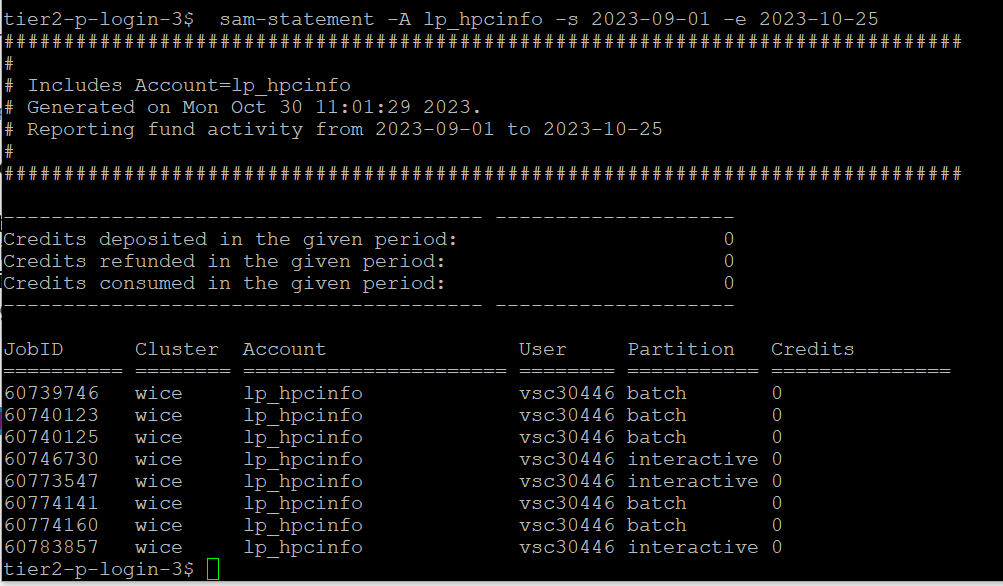 tier2-p-login-3$  sam-statement -A lp_hpcinfo -s 2023-09-01 -e 2023-10-25
################################################################################
#
# Includes Account=lp_hpcinfo
# Generated on Mon Oct 30 11:01:29 2023.
# Reporting fund activity from 2023-09-01 to 2023-10-25
#
################################################################################

---------------------------------------- --------------------
Credits deposited in the given period:                      0
Credits refunded in the given period:                       0
Credits consumed in the given period:                       0
---------------------------------------- --------------------

JobID      Cluster  Account                User     Partition   Credits
========== ======== ====================== ======== =========== ===============
60739746   wice     lp_hpcinfo             vsc30446 batch       0
60740123   wice     lp_hpcinfo             vsc30446 batch       0
60740125   wice     lp_hpcinfo             vsc30446 batch       0
60746730   wice     lp_hpcinfo             vsc30446 interactive 0
60773547   wice     lp_hpcinfo             vsc30446 interactive 0
60774141   wice     lp_hpcinfo             vsc30446 batch       0
60774160   wice     lp_hpcinfo             vsc30446 batch       0
60783857   wice     lp_hpcinfo             vsc30446 interactive 0
tier2-p-login-3$